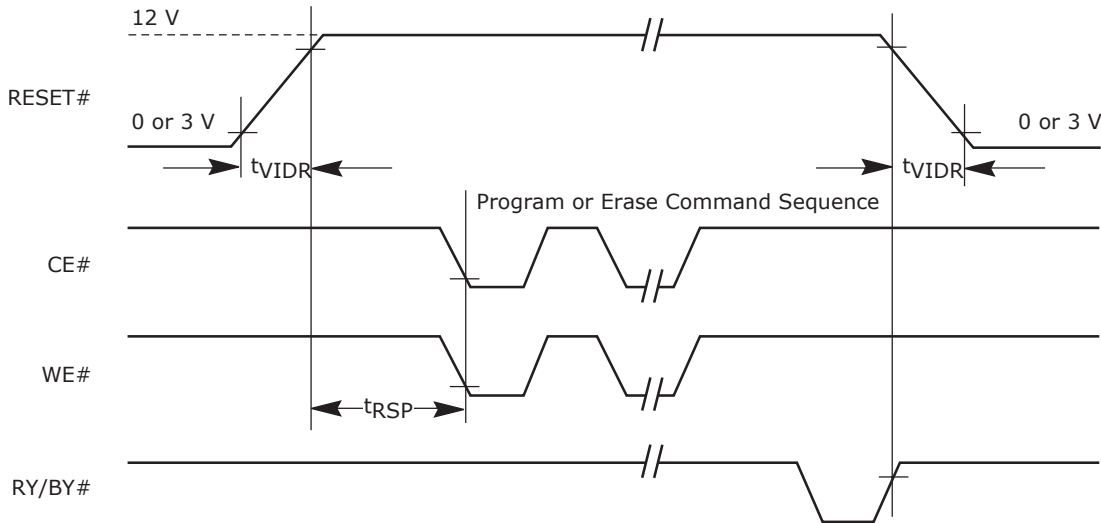 12 V
RESET#
0 or 3 V
0 or 3 V
tVIDR
tVIDR
Program or Erase Command Sequence
CE#
WE#
tRSP
RY/BY#